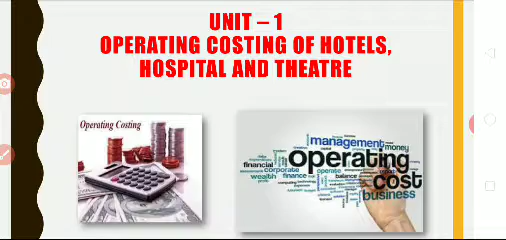 UNIT – 1
OPERATING COSTING OF HOTELS,
HOSPITAL AND THEATRE
Operating Costing
management
money
operating
financial
corporate
wealth
finance
operate
balance
cost
business